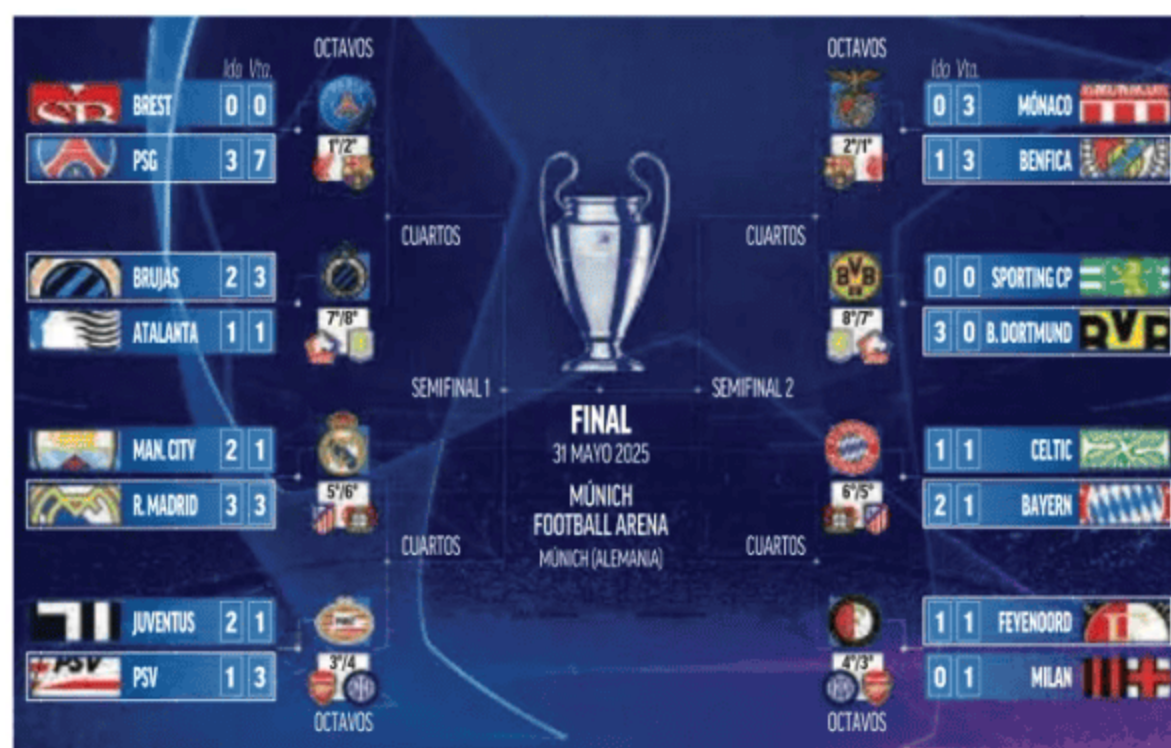 OCTAVOS
Ida Vta.
BREST 0 0
PSG 3 7
1º/2º
CUARTOS
BRUJAS 2 3
ATALANTA 1 1
7º/8º
SEMIFINAL 1
MAN. CITY 2 1
R. MADRID 3 3
5º/6º
CUARTOS
JUVENTUS 2 1
PSV 1 3
PSV
3º/4
OCTAVOS
FINAL
31 MAYO 2025
MÚNICH
FOOTBALL ARENA
MÚNICH (ALEMANIA)
OCTAVOS
Ida Vta.
0 3 MÓNACO
1 3 BENFICA
2º/1º
CUARTOS
BVB
0 0 SPORTING CP
3 0 B. DORTMUND
BVB
8º/7º
SEMIFINAL 2
1 1 CELTIC
2 1 BAYERN
6º/5º
CUARTOS
1 1 FEYENOORD
0 1 MILAN
4º/3º
OCTAVOS